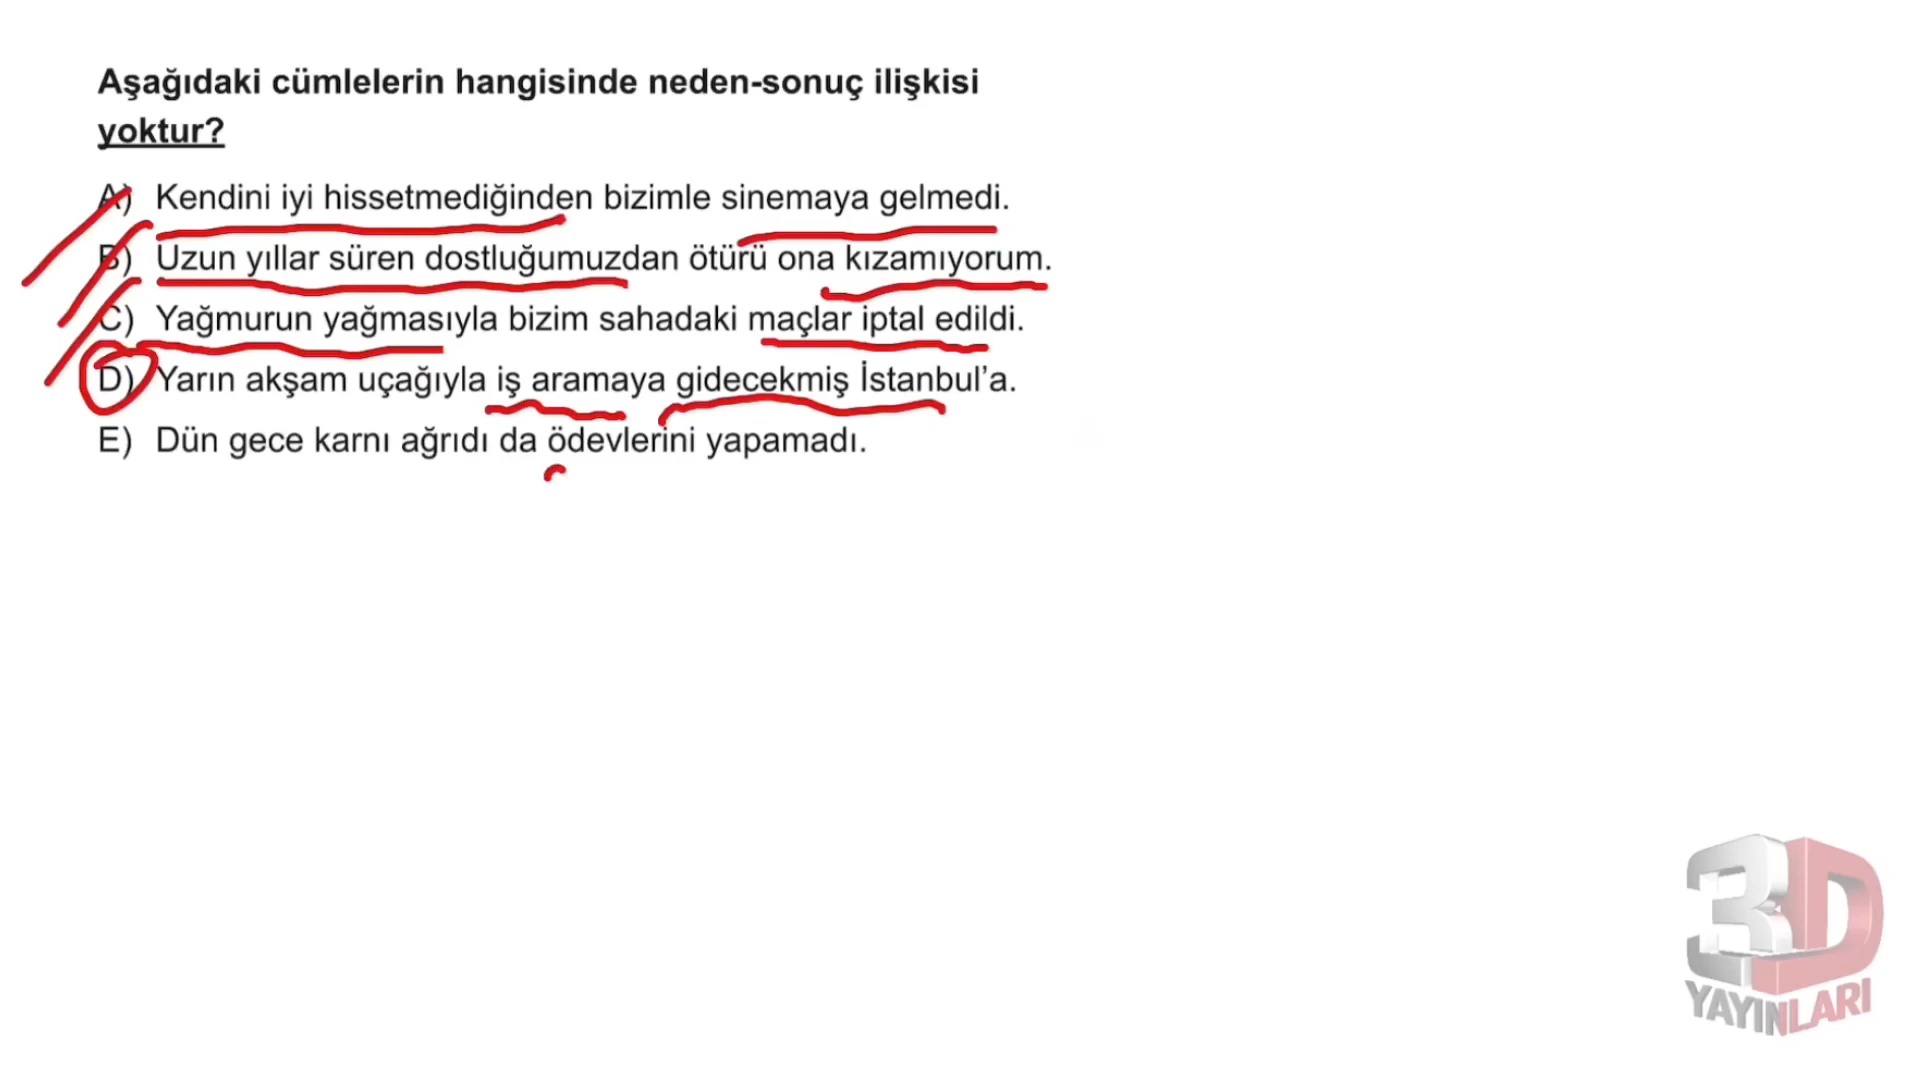 Aşağıdaki cümlelerin hangisinde neden-sonuç ilişkisi
yoktur?
A) Kendini iyi hissetmediğinden bizimle sinemaya gelmedi.
B) Uzun yıllar süren dostluğumuzdan ötürü ona kızamıyorum.
C) Yağmurun yağmasıyla bizim sahadaki maçlar iptal edildi.
D) Yarın akşam uçağıyla iş aramaya gidecekmiş İstanbul’a.
E) Dün gece karnı ağrıdı da ödevlerini yapamadı.
3D
YAYINLARI